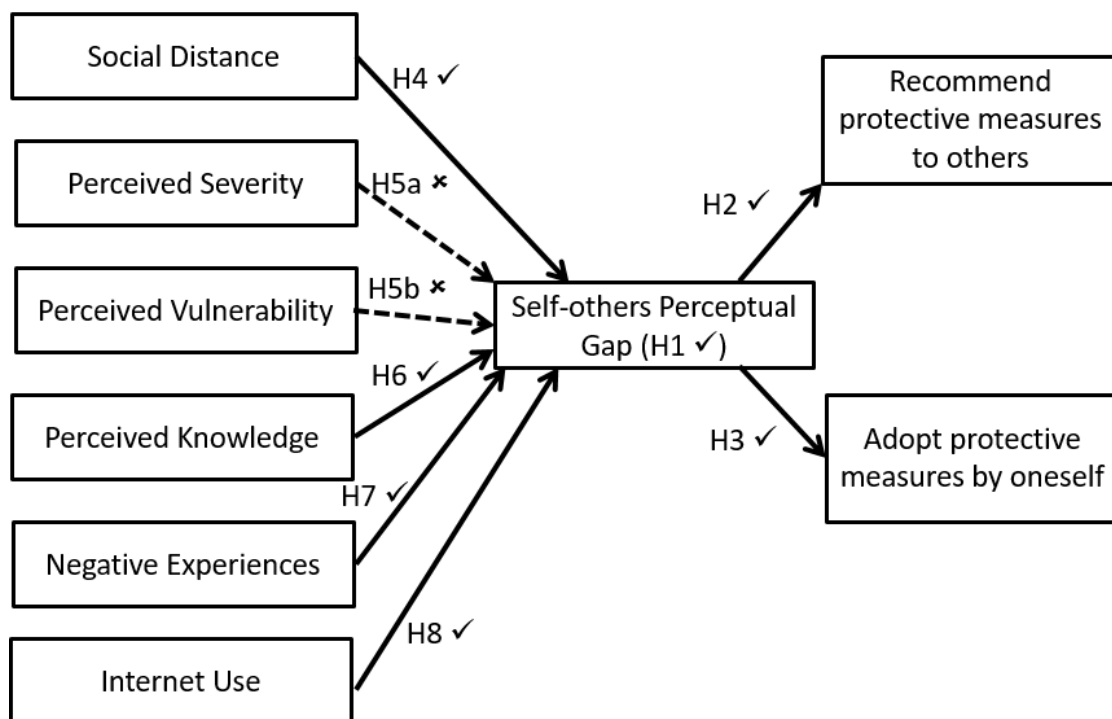 Social Distance
H4 ✓
Recommend
protective measures
to others
Perceived Severity
H5a ×
H2 ✓
Perceived Vulnerability
H5b ×
Self-others Perceptual
Gap (H1 ✓)
H6 ✓
Perceived Knowledge
H3 ✓
Adopt protective
measures by oneself
H7 ✓
Negative Experiences
H8 ✓
Internet Use